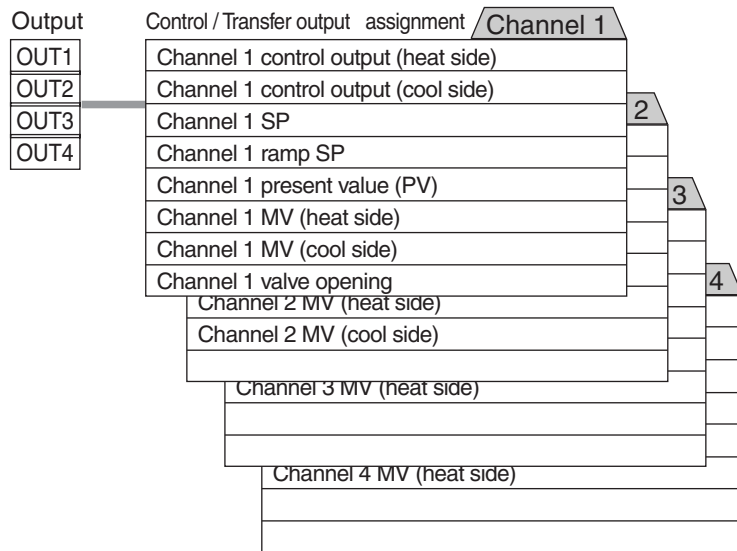 Output
Control / Transfer output assignment
Channel 1
OUT1
OUT2
OUT3
OUT4
Channel 1 control output (heat side)
Channel 1 control output (cool side)
Channel 1 SP
Channel 1 ramp SP
Channel 1 present value (PV)
Channel 1 MV (heat side)
Channel 1 MV (cool side)
Channel 1 valve opening
2
Channel 2 MV (heat side)
Channel 2 MV (cool side)
3
Channel 3 MV (heat side)
4
Channel 4 MV (heat side)